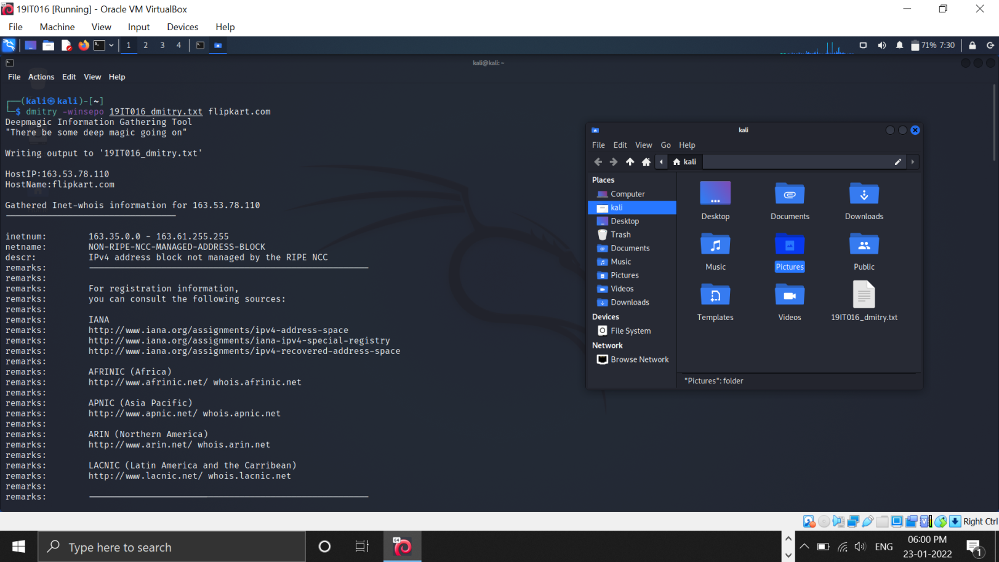 19IT016 [Running] - Oracle VM VirtualBox
File Machine View Input Devices Help
1 2 3 4
71% 7:30
kali@kali: ~
File Actions Edit View Help
┌──(kali㉿kali)-[~]
└─$ dmitry -winsepo 19IT016_dmitry.txt flipkart.com
Deepmagic Information Gathering Tool
"There be some deep magic going on"
Writing output to '19IT016_dmitry.txt'
HostIP:163.53.78.110
HostName:flipkart.com
Gathered Inet-whois information for 163.53.78.110
inetnum: 163.35.0.0 - 163.61.255.255
netname: NON-RIPE-NCC-MANAGED-ADDRESS-BLOCK
descr: IPv4 address block not managed by the RIPE NCC
remarks:
remarks:
remarks: For registration information,
remarks: you can consult the following sources:
remarks:
remarks: IANA
remarks: http://www.iana.org/assignments/ipv4-address-space
remarks: http://www.iana.org/assignments/iana-ipv4-special-registry
remarks: http://www.iana.org/assignments/ipv4-recovered-address-space
remarks:
remarks: AFRINIC (Africa)
remarks: http://www.afrinic.net/ whois.afrinic.net
remarks:
remarks: APNIC (Asia Pacific)
remarks: http://www.apnic.net/ whois.apnic.net
remarks:
remarks: ARIN (Northern America)
remarks: http://www.arin.net/ whois.arin.net
remarks:
remarks: LACNIC (Latin America and the Carribean)
remarks: http://www.lacnic.net/ whois.lacnic.net
remarks:
remarks:
kali
File Edit View Go Help
kali
Places
Computer
kali
Desktop
Trash
Documents
Music
Pictures
Videos
Downloads
Devices
File System
Network
Browse Network
Desktop Documents Downloads
Music Pictures Public
Templates Videos 19IT016_dmitry.txt
"Pictures": folder
Right Ctrl
Type here to search
64
ENG
06:00 PM
23-01-2022
1